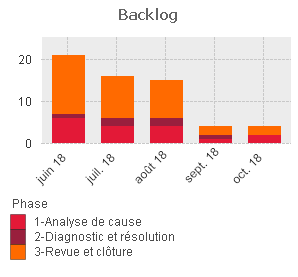 Backlog
20
10
0
juin 18
juil. 18
août 18
sept. 18
oct. 18
Phase
1-Analyse de cause
2-Diagnostic et résolution
3-Revue et clôture